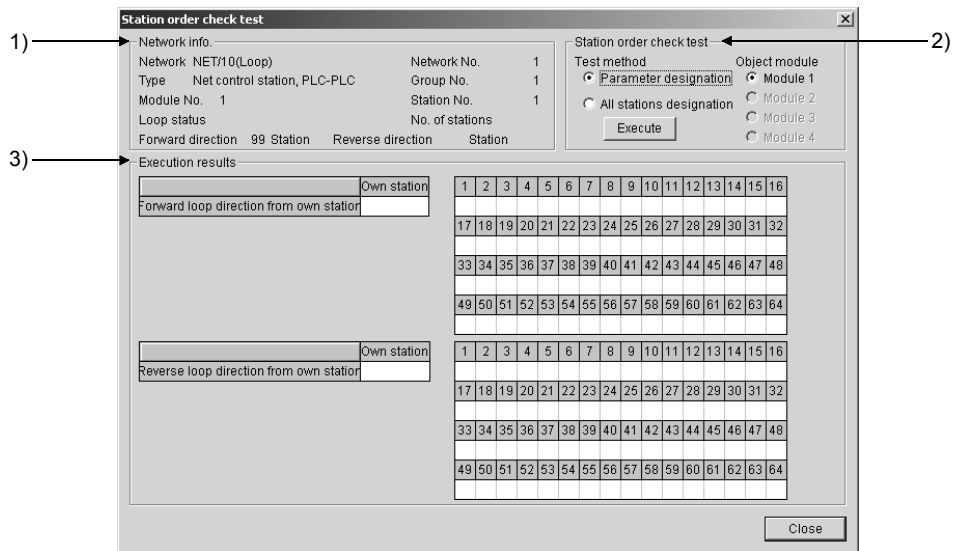 Station order check test
1)
2)
3)
Network info.
Network NET/10(Loop) Network No. 1
Type Net control station, PLC-PLC Group No. 1
Module No. 1 Station No. 1
Loop status No. of stations
Forward direction 99 Station Reverse direction Station
Station order check test
Test method Object module
Parameter designation Module 1
All stations designation Module 2
Execute Module 3
Module 4
Execution results
Own station
Forward loop direction from own station
1 2 3 4 5 6 7 8 9 10 11 12 13 14 15 16
17 18 19 20 21 22 23 24 25 26 27 28 29 30 31 32
33 34 35 36 37 38 39 40 41 42 43 44 45 46 47 48
49 50 51 52 53 54 55 56 57 58 59 60 61 62 63 64
Own station
Reverse loop direction from own station
1 2 3 4 5 6 7 8 9 10 11 12 13 14 15 16
17 18 19 20 21 22 23 24 25 26 27 28 29 30 31 32
33 34 35 36 37 38 39 40 41 42 43 44 45 46 47 48
49 50 51 52 53 54 55 56 57 58 59 60 61 62 63 64
Close